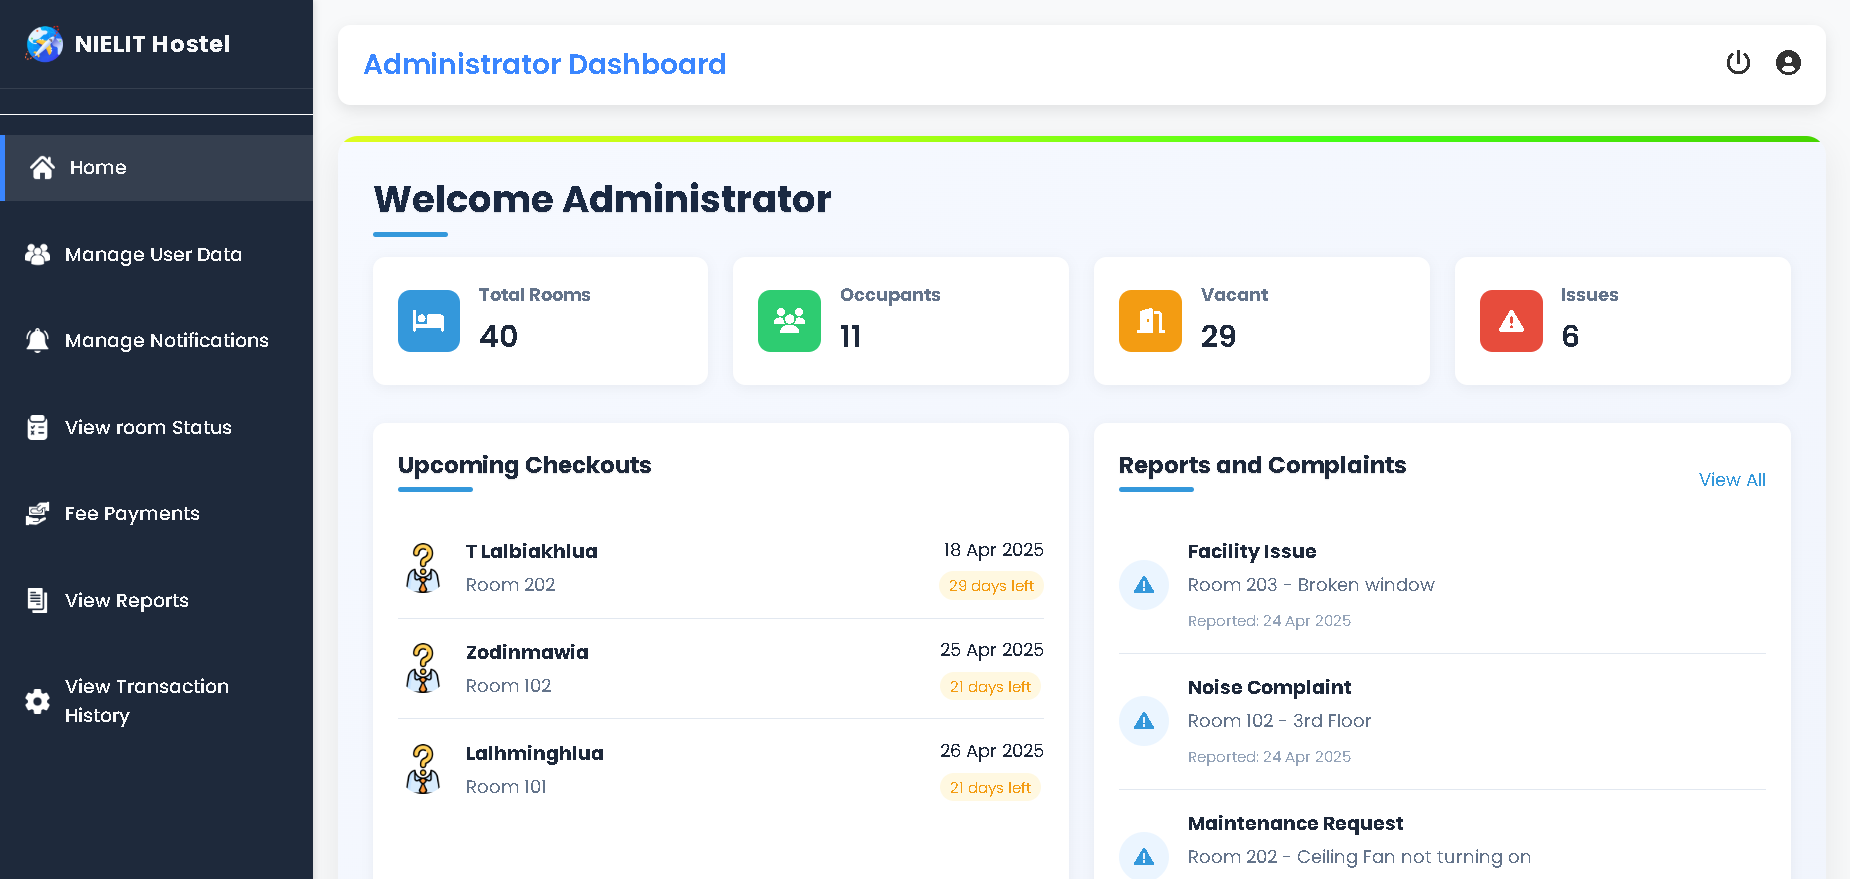 NIELIT Hostel
Home
Manage User Data
Manage Notifications
View room Status
Fee Payments
View Reports
View Transaction
History
Administrator Dashboard
Welcome Administrator
Total Rooms
40
Occupants
11
Vacant
29
Issues
6
Upcoming Checkouts
T Lalbiakhlua
18 Apr 2025
Room 202
29 days left
Zodinmawia
25 Apr 2025
Room 102
21 days left
Lalhminghlua
26 Apr 2025
Room 101
21 days left
Reports and Complaints
View All
Facility Issue
Room 203 - Broken window
Reported: 24 Apr 2025
Noise Complaint
Room 102 - 3rd Floor
Reported: 24 Apr 2025
Maintenance Request
Room 202 - Ceiling Fan not turning on